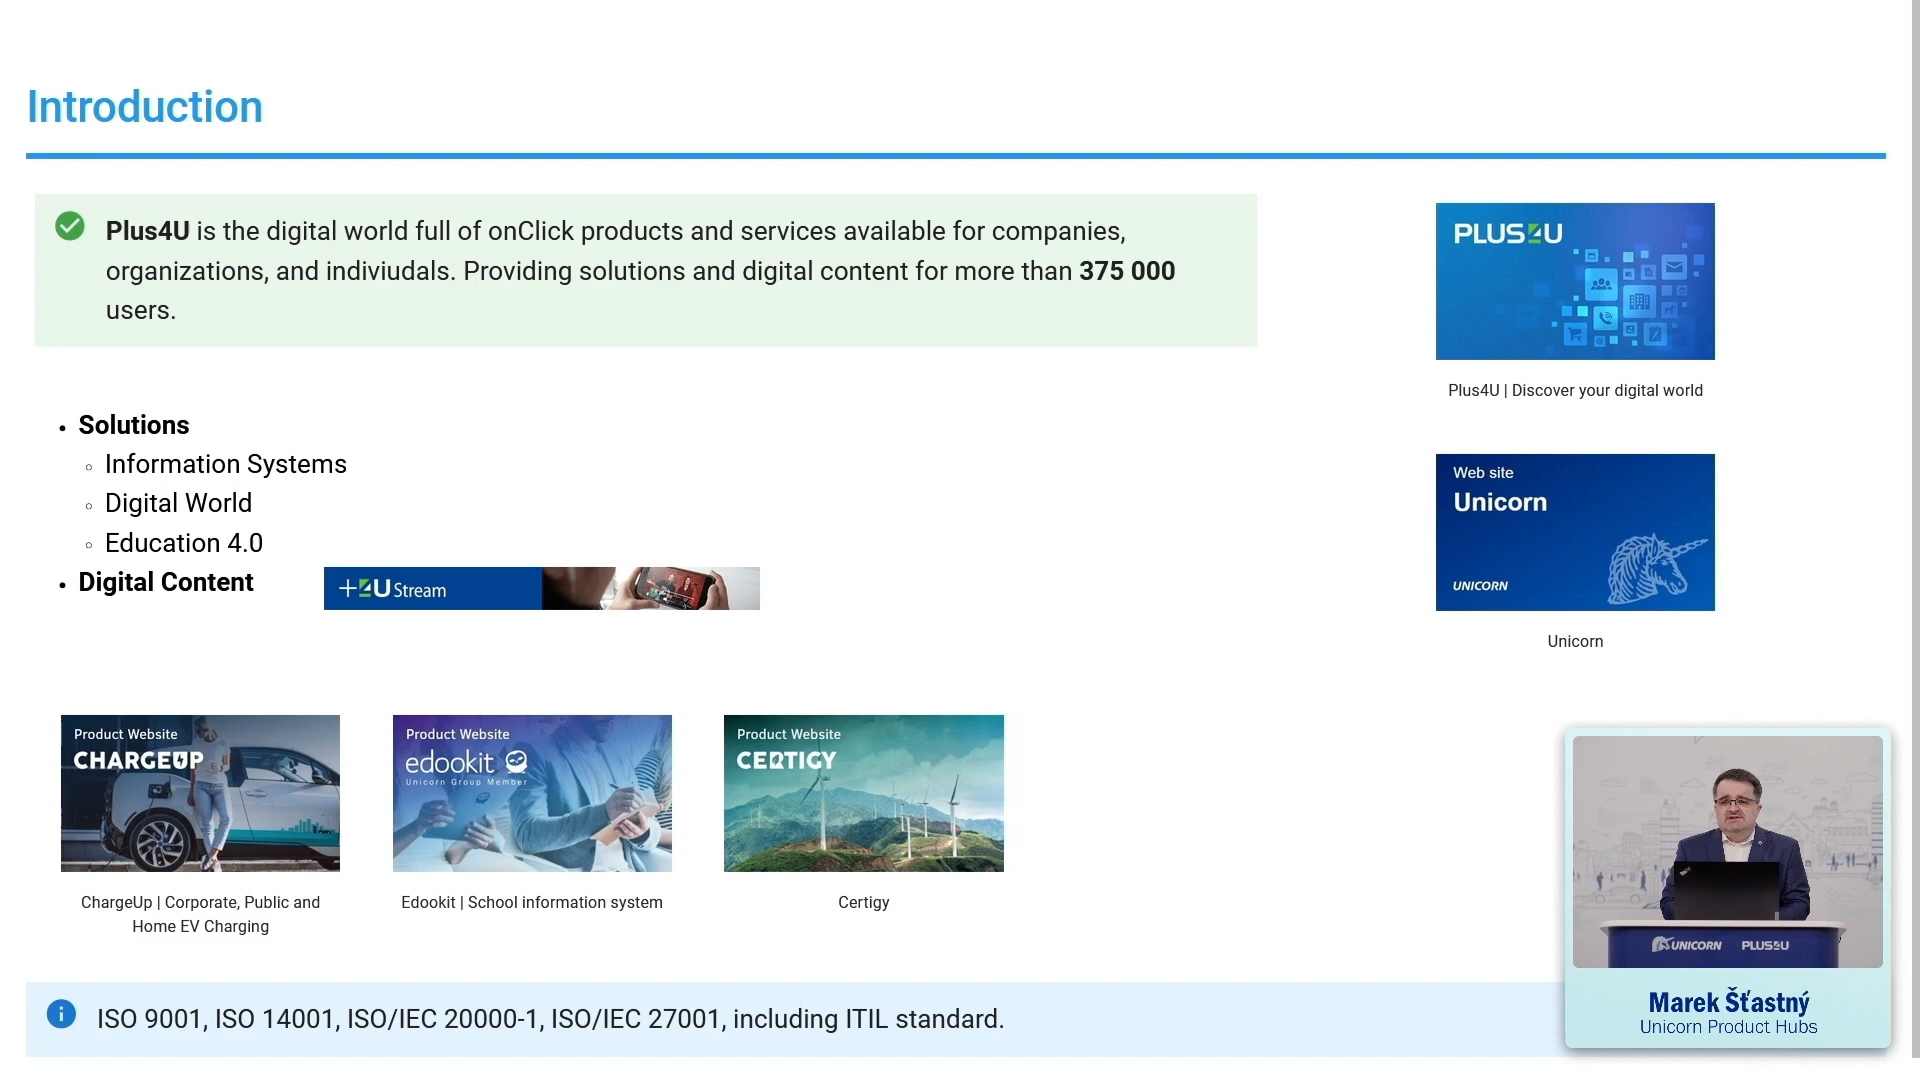 Introduction
Plus4U is the digital world full of onClick products and services available for companies,
organizations, and indiviudals. Providing solutions and digital content for more than 375 000
users.
PLUS4U
Plus4U | Discover your digital world
Solutions
Information Systems
Digital World
Education 4.0
Digital Content
+4U Stream
Web site
Unicorn
UNICORN
Unicorn
Product Website
CHARGEUP
ChargeUp | Corporate, Public and
Home EV Charging
Product Website
edookit
Unicorn Group Member
Edookit | School information system
Product Website
CERTIGY
Certigy
ISO 9001, ISO 14001, ISO/IEC 20000-1, ISO/IEC 27001, including ITIL standard.
UNICORN PLUS4U
Marek Šťastný
Unicorn Product Hubs